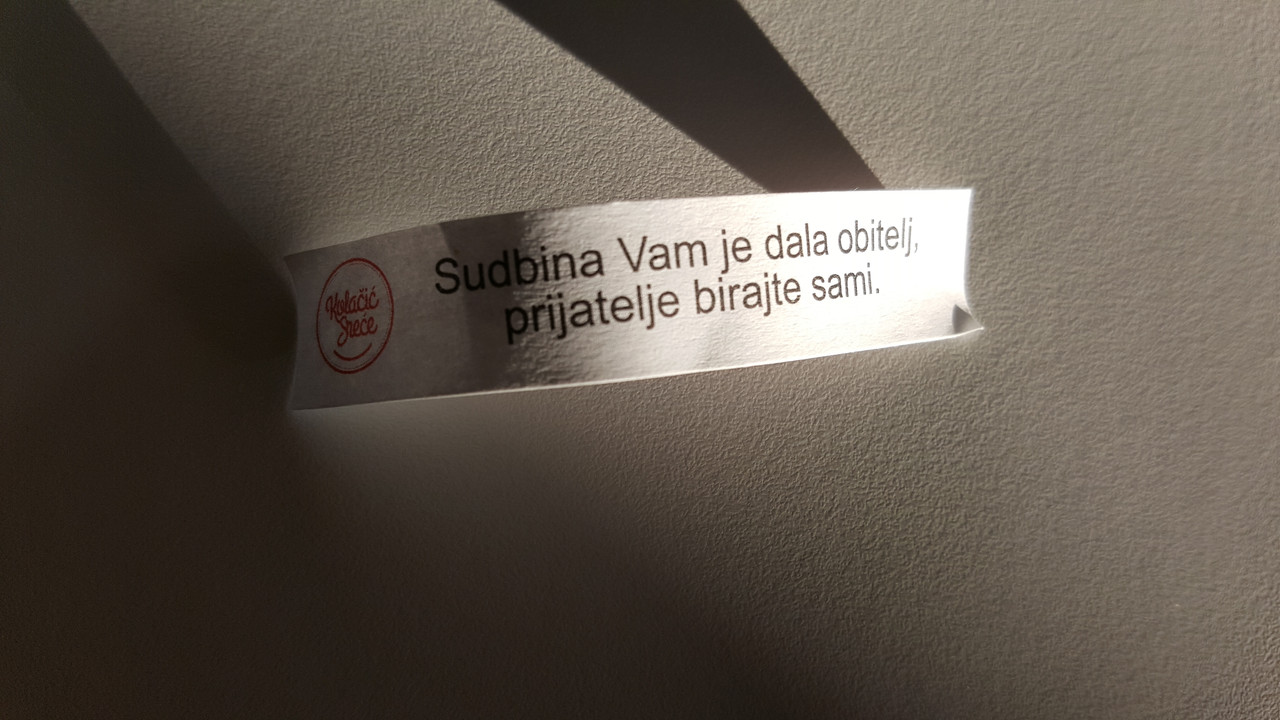 Kolačić
Sreće
Sudbina Vam je dala obitelj,
prijatelje birajte sami.